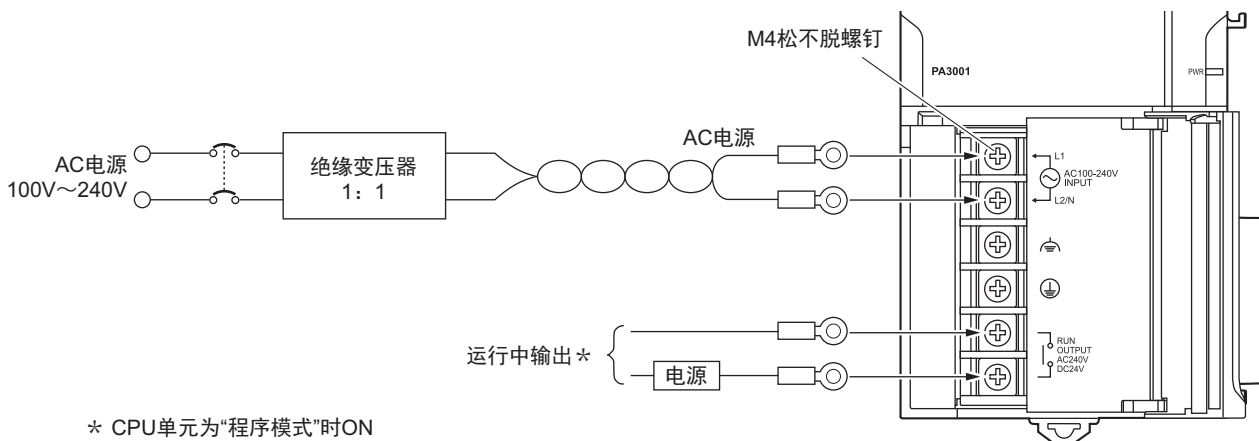 M4松不脱螺钉
PA3001
PWR
AC电源
100V～240V
绝缘变压器
1：1
AC电源
L1
AC100-240V
INPUT
L2/N
运行中输出＊
电源
RUN
OUTPUT
AC240V
DC24V
＊ CPU单元为“程序模式”时ON